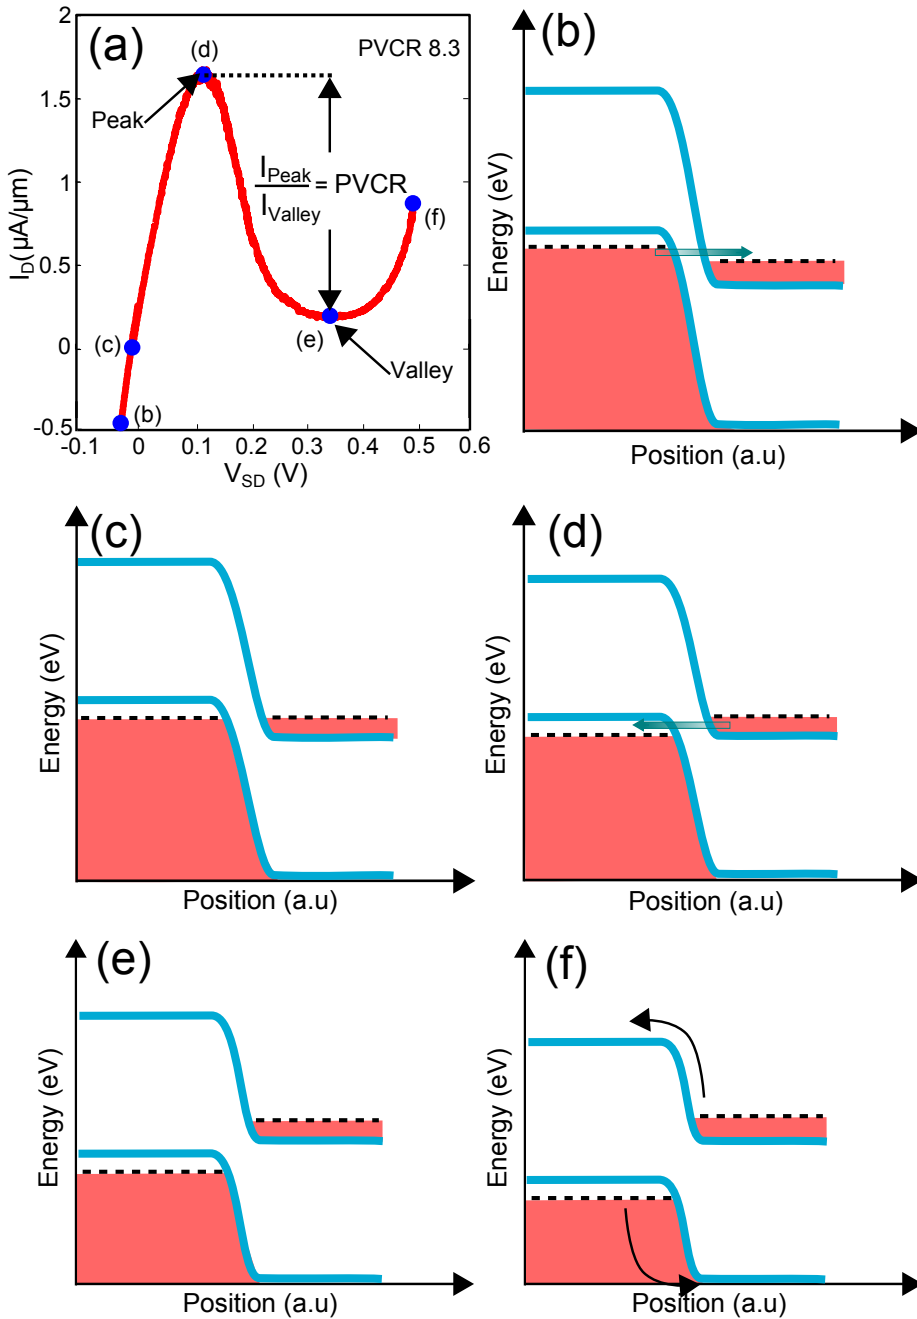 (a)
PVCR 8.3
(d)
Peak
I_Peak
I_Valley
= PVCR
(f)
(e)
Valley
(c)
(b)
2
1.5
1
0.5
0
-0.5
I_D(µA/µm)
-0.1
0
0.1
0.2
0.3
0.4
0.5
0.6
V_SD (V)
(b)
Energy (eV)
Position (a.u)
(c)
Energy (eV)
Position (a.u)
(d)
Energy (eV)
Position (a.u)
(e)
Energy (eV)
Position (a.u)
(f)
Energy (eV)
Position (a.u)